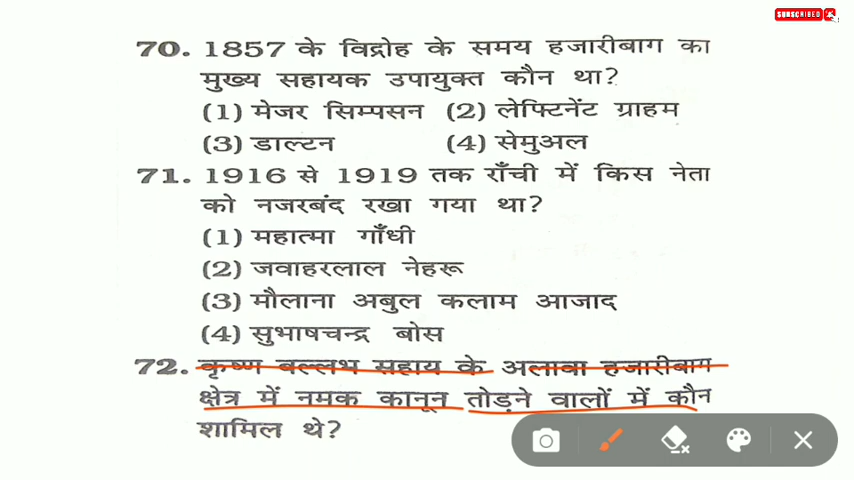 SUBSCRIBED
70. 1857 के विद्रोह के समय हजारीबाग का
मुख्य सहायक उपायुक्त कौन था?
(1) मेजर सिम्पसन (2) लेफ्टिनेंट ग्राहम
(3) डाल्टन (4) सेमुअल
71. 1916 से 1919 तक राँची में किस नेता
को नजरबंद रखा गया था?
(1) महात्मा गाँधी
(2) जवाहरलाल नेहरू
(3) मौलाना अबुल कलाम आजाद
(4) सुभाषचन्द्र बोस
72. कृष्ण बल्लभ सहाय के अलावा हजारीबाग
क्षेत्र में नमक कानून तोड़ने वालों में कौन
शामिल थे?